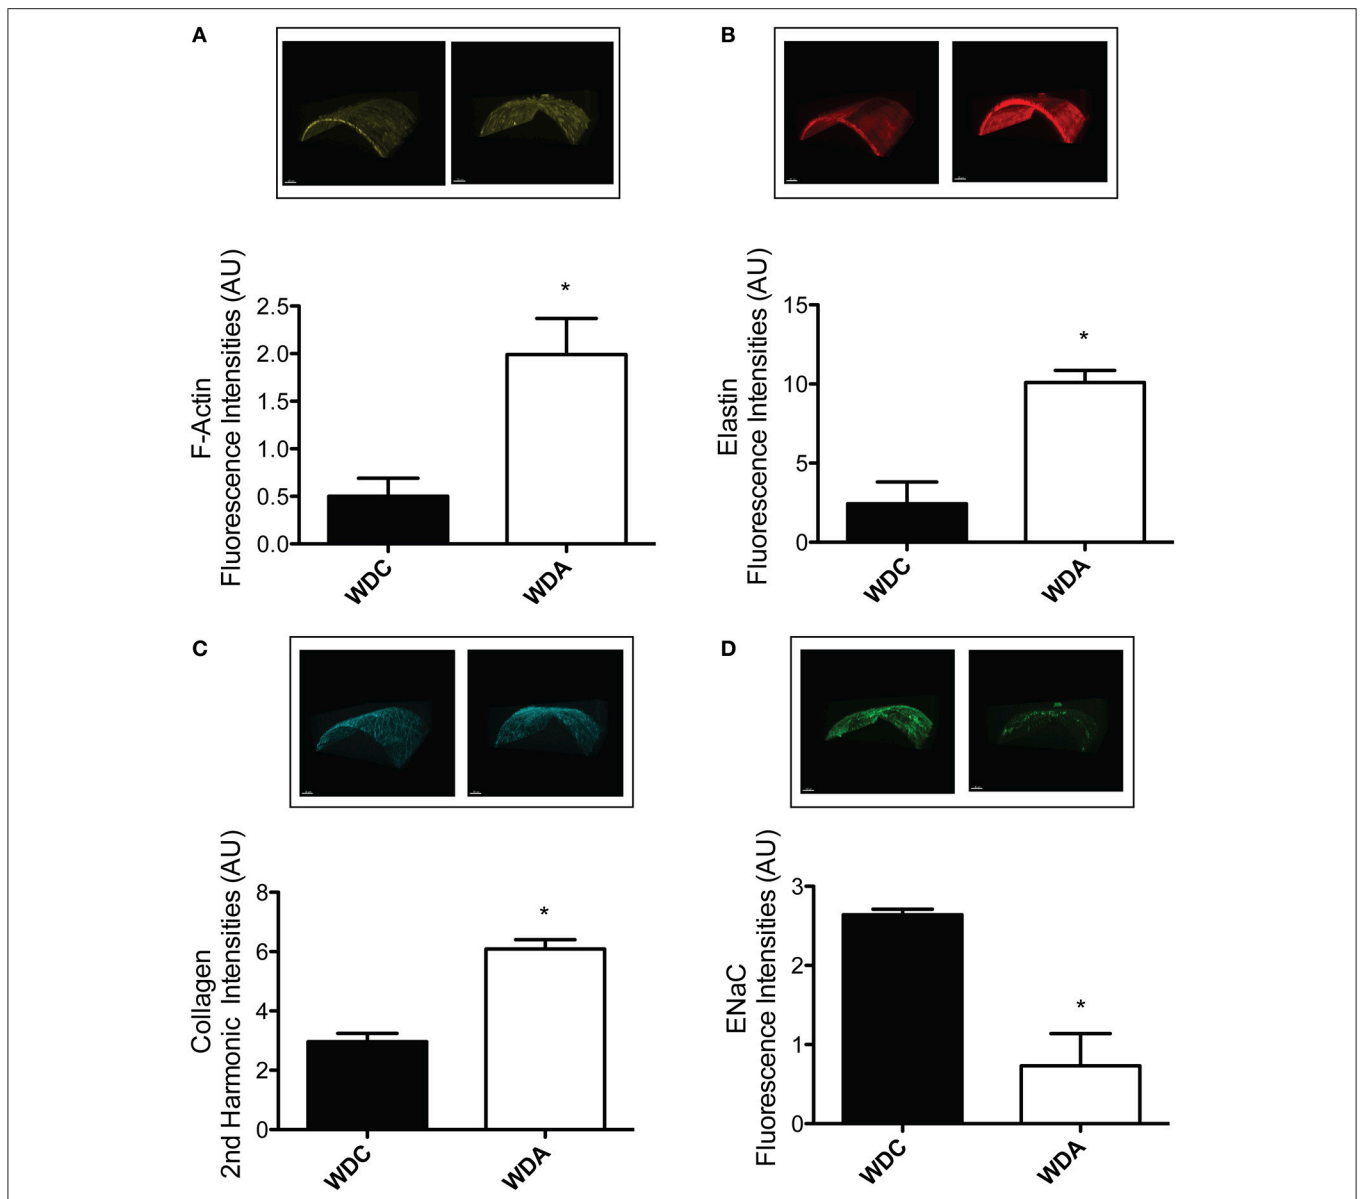 A
B
F-Actin
Fluorescence Intensities (AU)
2.5
2.0
1.5
1.0
0.5
0.0
*
WDC
WDA
Elastin
Fluorescence Intensities (AU)
15
10
5
0
*
WDC
WDA
C
D
Collagen
2nd Harmonic Intensities (AU)
8
6
4
2
0
*
WDC
WDA
ENaC
Fluorescence Intensities (AU)
3
2
1
0
*
WDC
WDA